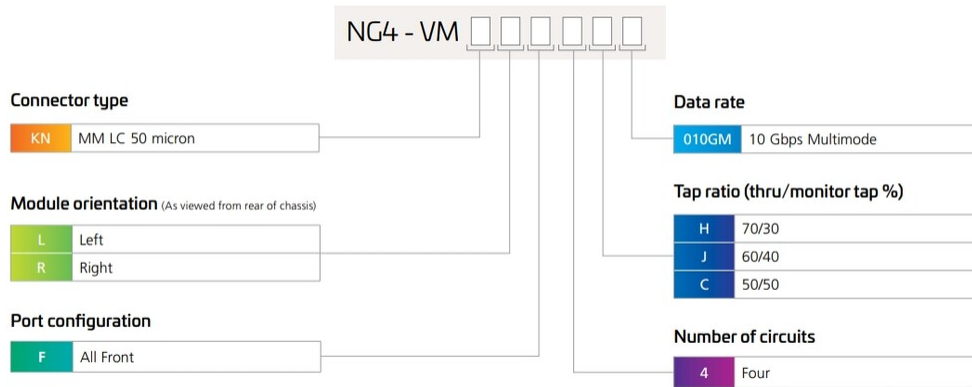 NG4 - VM
Connector type
KN MM LC 50 micron
Module orientation (As viewed from rear of chassis)
L Left
R Right
Port configuration
F All Front
Data rate
010GM 10 Gbps Multimode
Tap ratio (thru/monitor tap %)
H 70/30
J 60/40
C 50/50
Number of circuits
4 Four